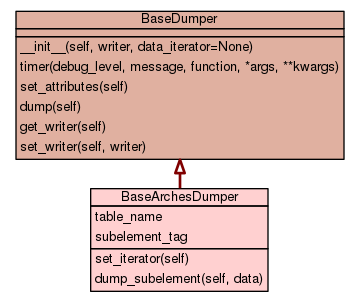 BaseDumper
__init__(self, writer, data_iterator=None)
timer(debug_level, message, function, *args, **kwargs)
set_attributes(self)
dump(self)
get_writer(self)
set_writer(self, writer)
BaseArchesDumper
table_name
subelement_tag
set_iterator(self)
dump_subelement(self, data)